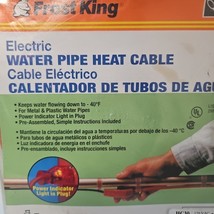 Frost King
Electric
WATER PIPE HEAT CABLE
Cable Eléctrico
CALENTADOR DE TUBOS DE AGU
• Keeps water flowing down to - 40°F
• For Metal & Plastic Water Pipes
• Power Indicator Light in Plug
• Pre-Assembled, Simple Instructions Included
• Mantiene la circulación del agua a temperaturas por debajo de los -40 °C
• Para tubos de agua metálicos o plásticos
• Luz indicadora de encendido en el enchufe
• Pre-ensamblado, incluye instrucciones simples
Power Indicator
Light in Plug!